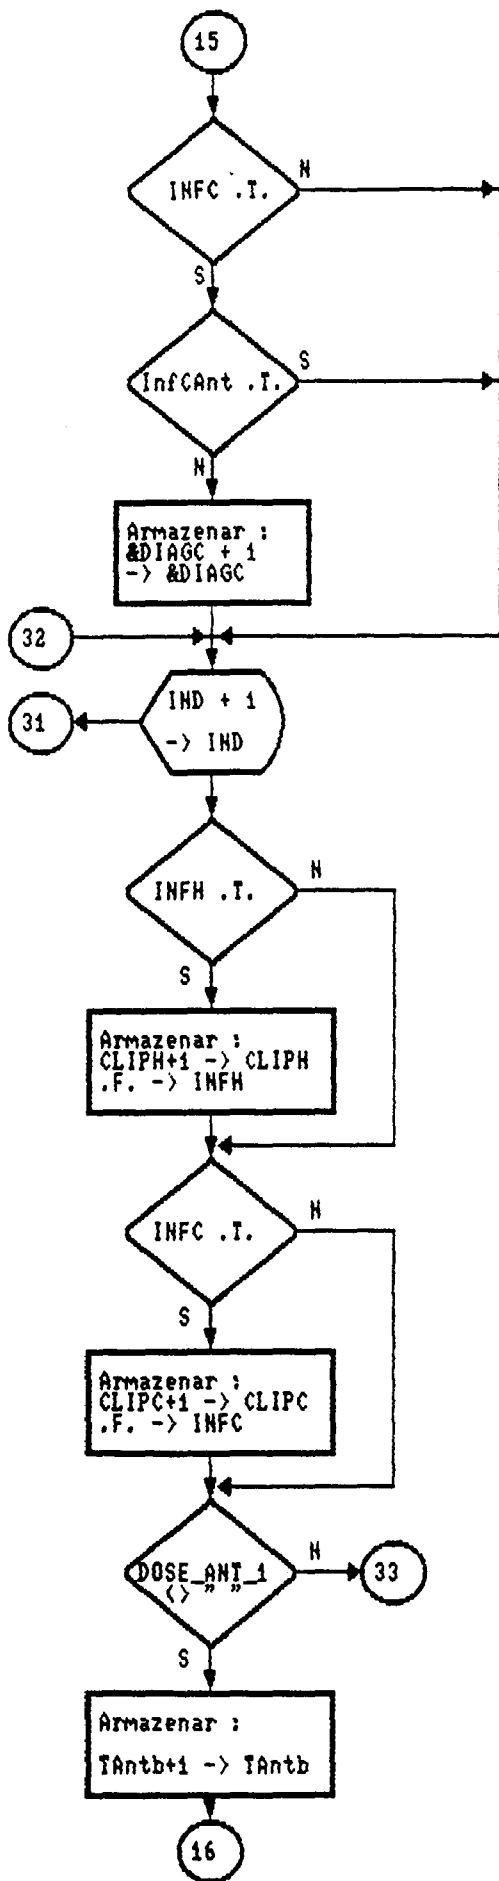 15
INFC .T.
N
S
InfCAnt .T.
S
N
Armazenar :
&DIAGC + 1
-> &DIAGC
32
IND + 1
-> IND
31
INFH .T.
N
S
Armazenar :
CLIPH+1 -> CLIPH
.F. -> INFH
INFC .T.
N
S
Armazenar :
CLIPC+1 -> CLIPC
.F. -> INFC
DOSE_ANT_1
<> " "
N
33
S
Armazenar :
TAntb+1 -> TAntb
16